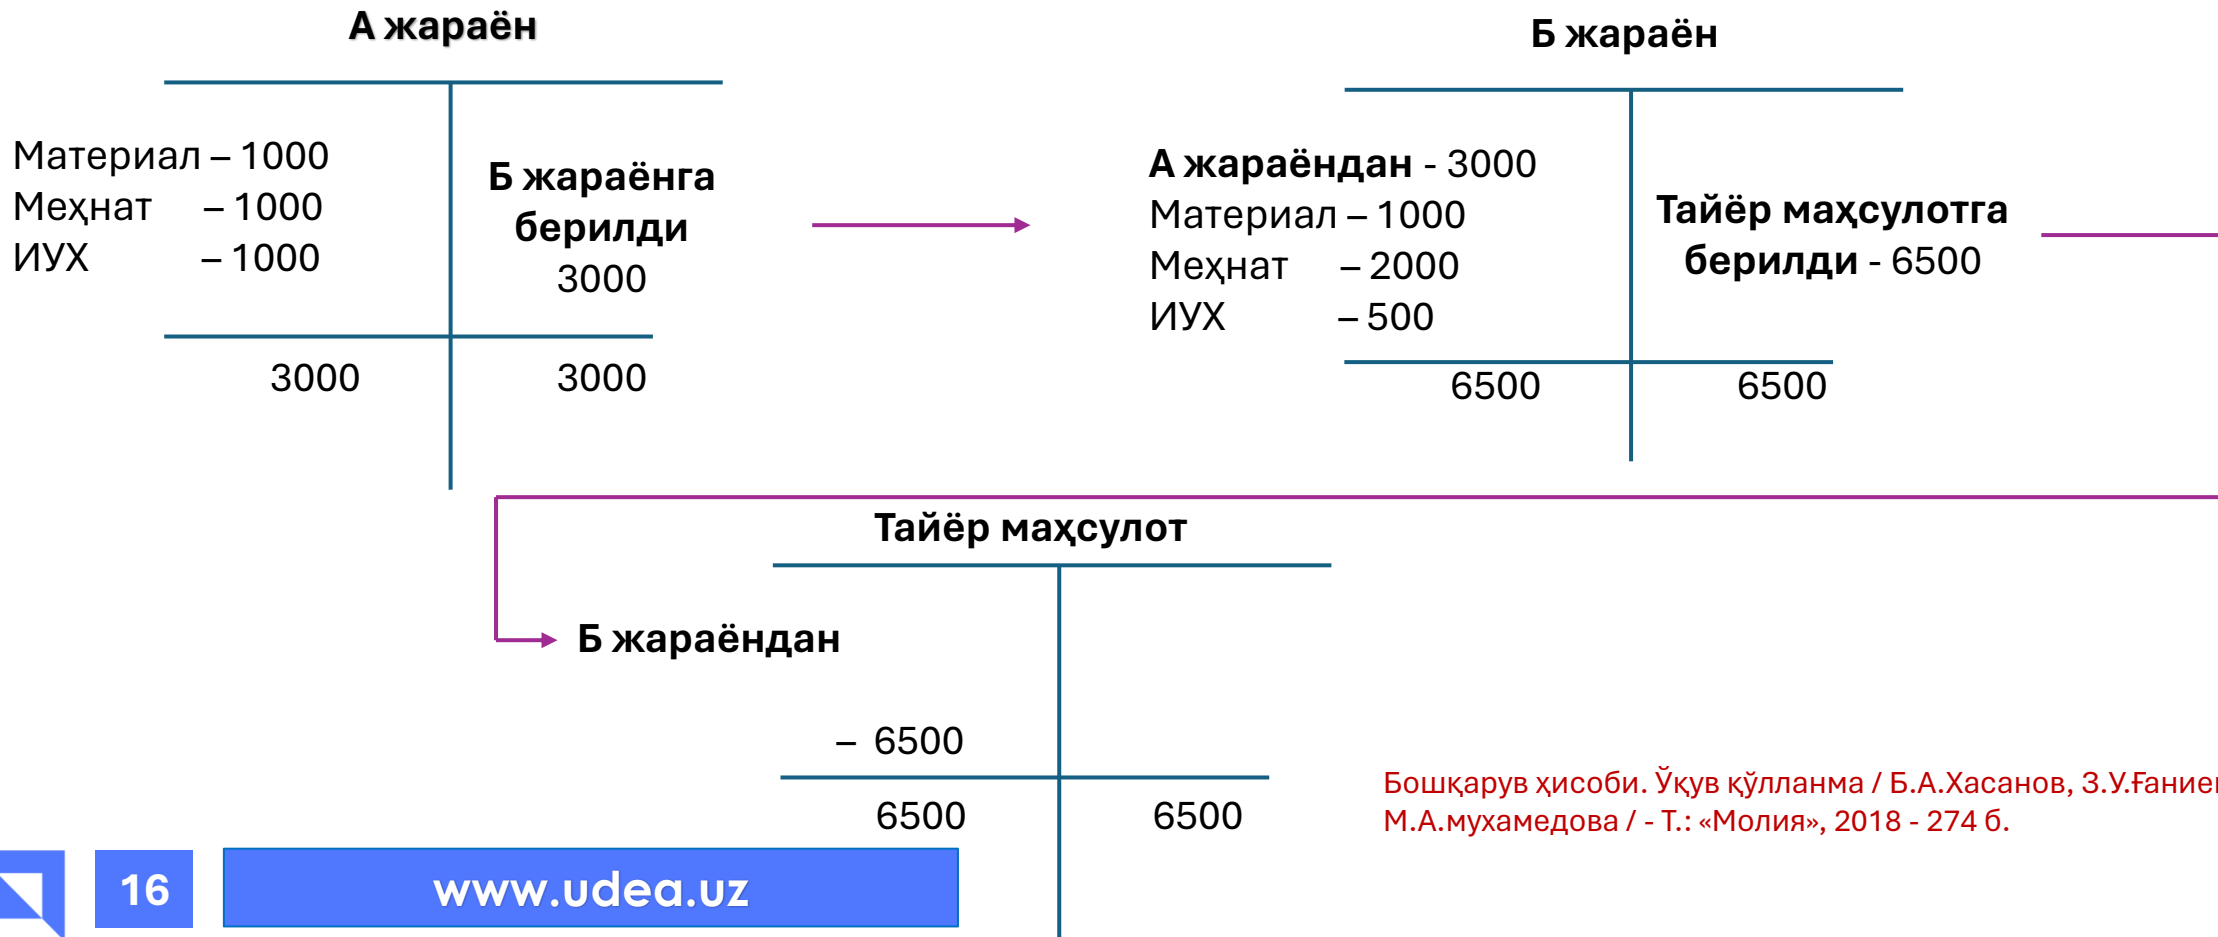 А жараён
Материал – 1000
Меҳнат – 1000
ИУХ – 1000
Б жараёнга
берилди
3000
3000 3000
Б жараён
А жараёндан - 3000
Материал – 1000
Меҳнат – 2000
ИУХ – 500
Тайёр маҳсулотга
берилди - 6500
6500 6500
Тайёр маҳсулот
Б жараёндан
– 6500
6500 6500
Бошқарув ҳисоби. Ўқув қўлланма / Б.А.Хасанов, З.У.Ғание
М.А.мухамедова / - Т.: «Молия», 2018 - 274 б.
16
www.udea.uz